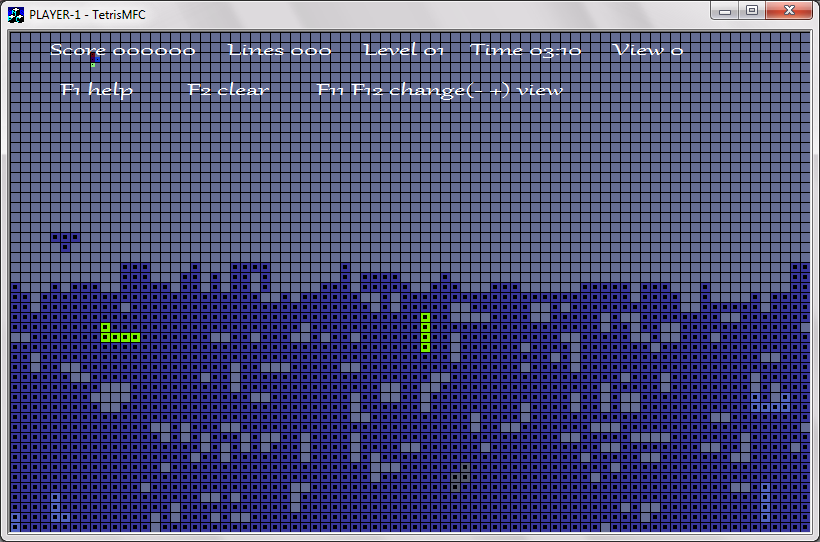 PLAYER-1 - TetrisMFC
Score 000000 Lines 000 Level 01 Time 03:10 View 0
F1 help F2 clear F11 F12 change(- +) view